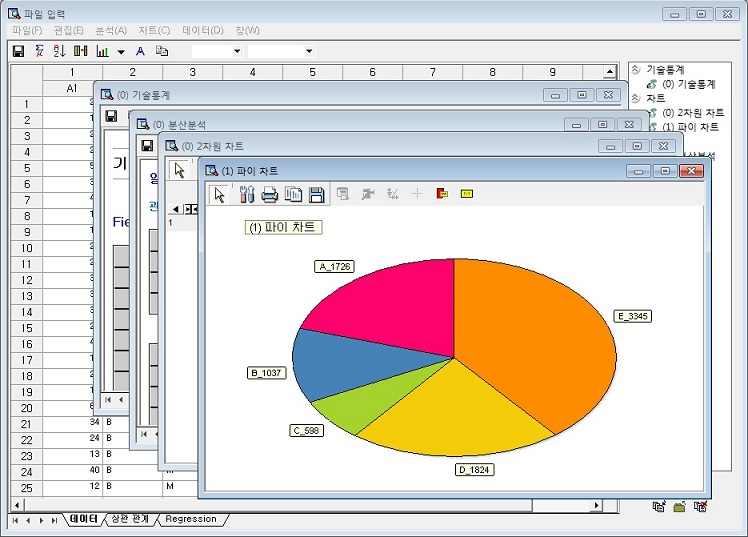 파일 입력
파일(F) 편집(E) 분석(A) 차트(C) 데이터(D) 창(W)
1 2 3 4 5 6 7 8 9
A1
기술통계
(0) 기술통계
차트
(0) 2차원 차트
(1) 파이 차트
(0) 기술통계
(0) 분산분석
(0) 2차원 차트
(1) 파이 차트
(1) 파이 차트
A_1726
E_3345
B_1037
C_598
D_1824
Fie
1
1
2
3
4
5
6
7
8
9
10
11
12
13
14
15
16
17
18
19
20
21 34 B
22 24 B
23 13 B
24 40 B
25 12 B M
데이터 상관 관계 Regression